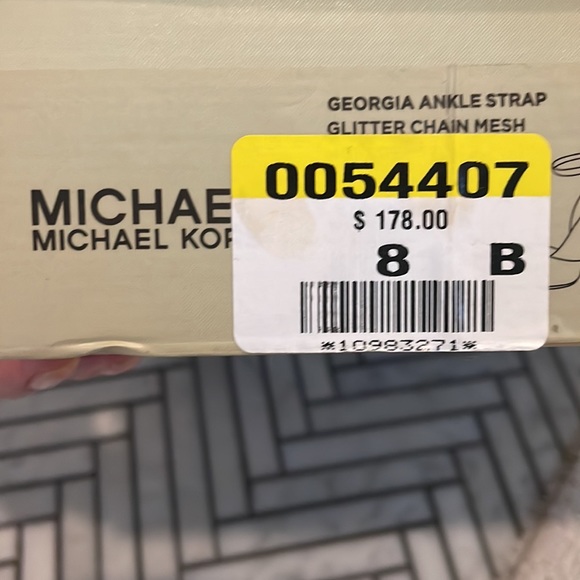 GEORGIA ANKLE STRAP
GLITTER CHAIN MESH
MICHAE
MICHAEL KOR
0054407
$ 178.00
8 B
*10983271*